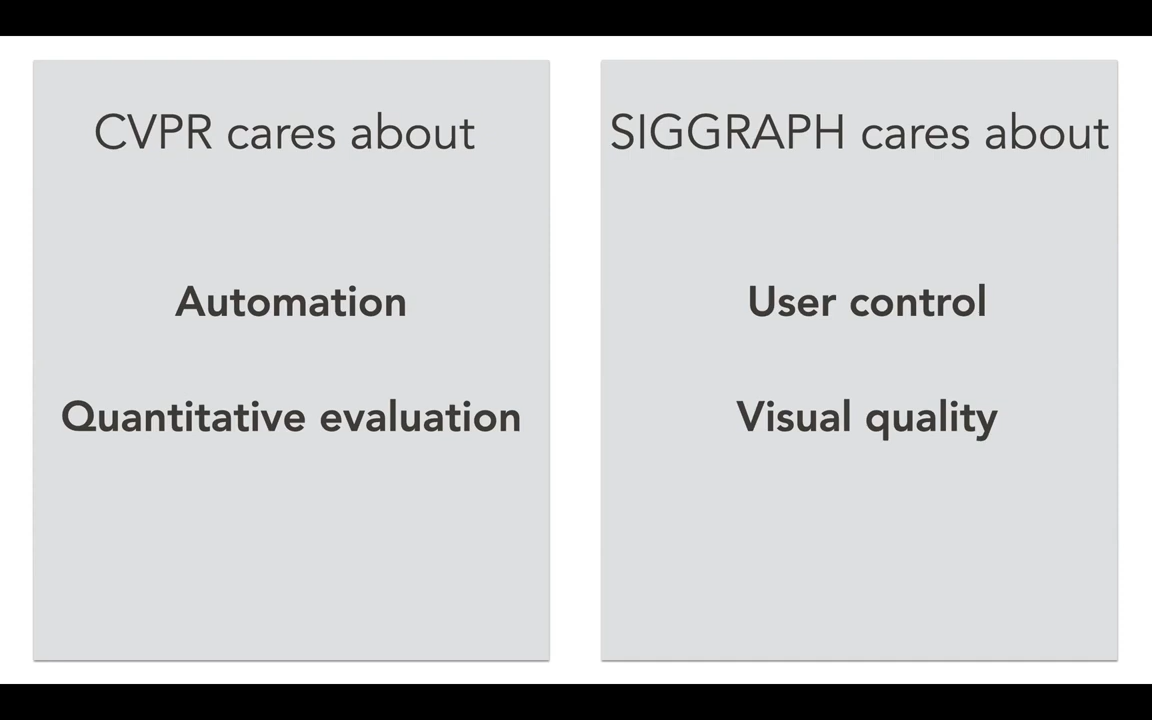 CVPR cares about
Automation
Quantitative evaluation
SIGGRAPH cares about
User control
Visual quality